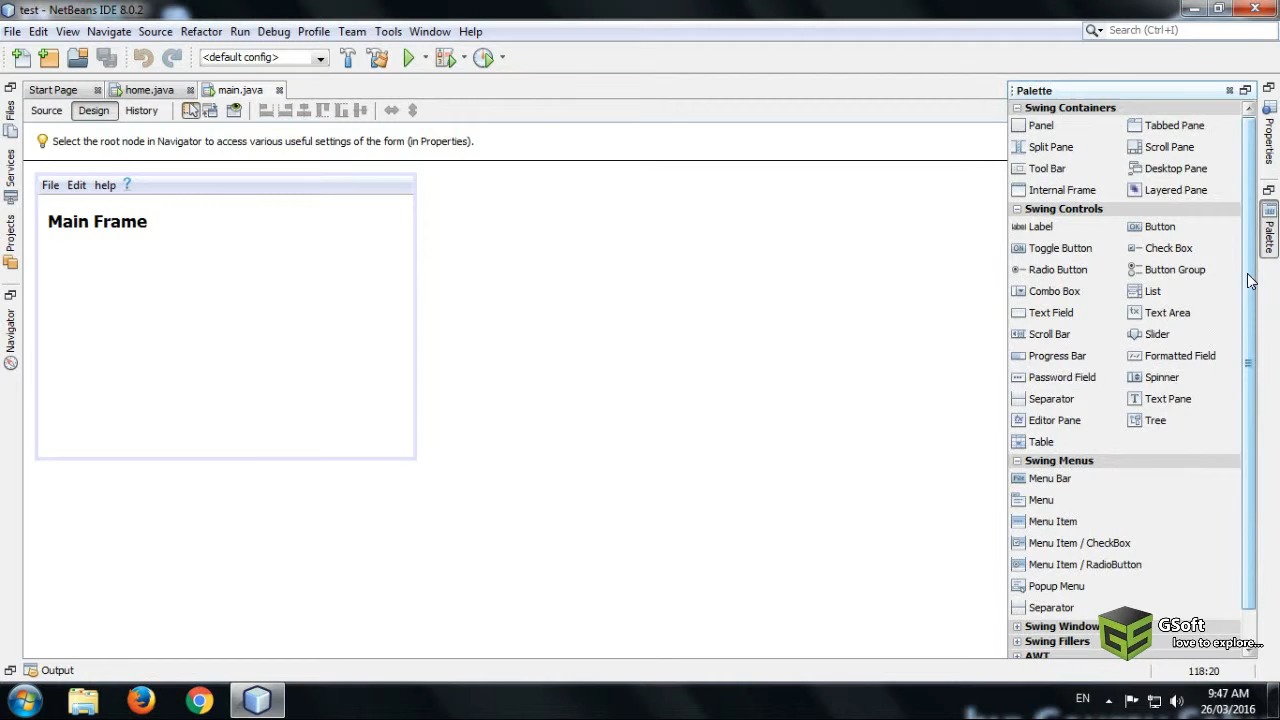 test - NetBeans IDE 8.0.2
File Edit View Navigate Source Refactor Run Debug Profile Team Tools Window Help
Search (Ctrl+I)
<default config>
Start Page home.java main.java
Palette
Source Design History
Select the root node in Navigator to access various useful settings of the form (in Properties).
File Edit help ?
Main Frame
Files
Services
Projects
Navigator
Swing Containers
Panel Tabbed Pane
Split Pane Scroll Pane
Tool Bar Desktop Pane
Internal Frame Layered Pane
Swing Controls
Label Button
Toggle Button Check Box
Radio Button Button Group
Combo Box List
Text Field Text Area
Scroll Bar Slider
Progress Bar Formatted Field
Password Field Spinner
Separator Text Pane
Editor Pane Tree
Table
Swing Menus
Menu Bar
Menu
Menu Item
Menu Item / CheckBox
Menu Item / RadioButton
Popup Menu
Separator
Swing Window
Swing Fillers
AWT
Properties
Palette
GSoft
love to explore...
Output
118:20
EN
9:47 AM
26/03/2016